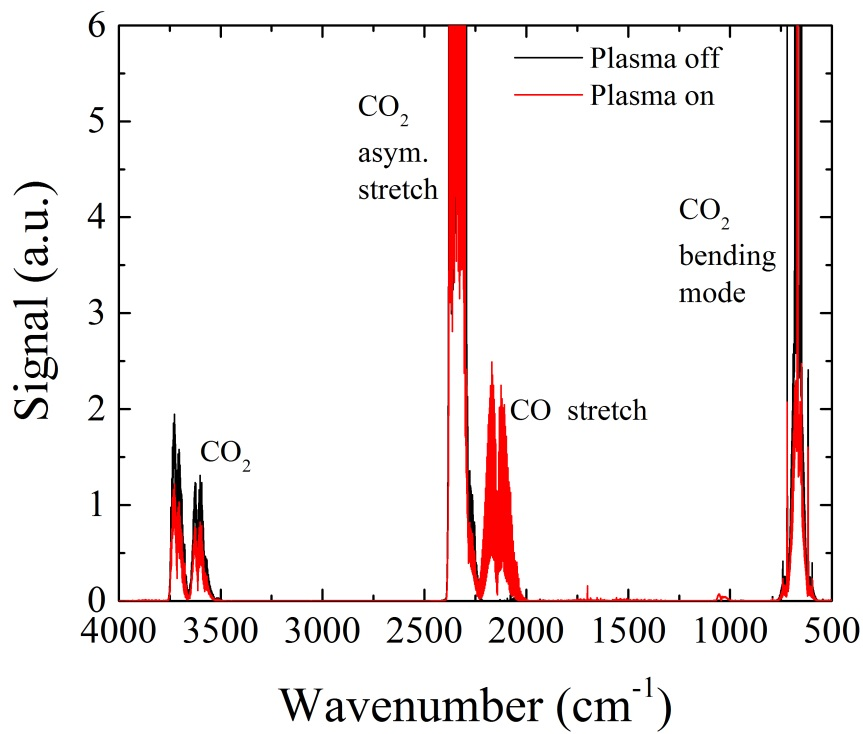 6
Plasma off
Plasma on
5
CO2
asym.
stretch
4
CO2
bending
mode
3
2
CO stretch
CO2
1
0
4000 3500 3000 2500 2000 1500 1000 500
Signal (a.u.)
Wavenumber (cm-1)